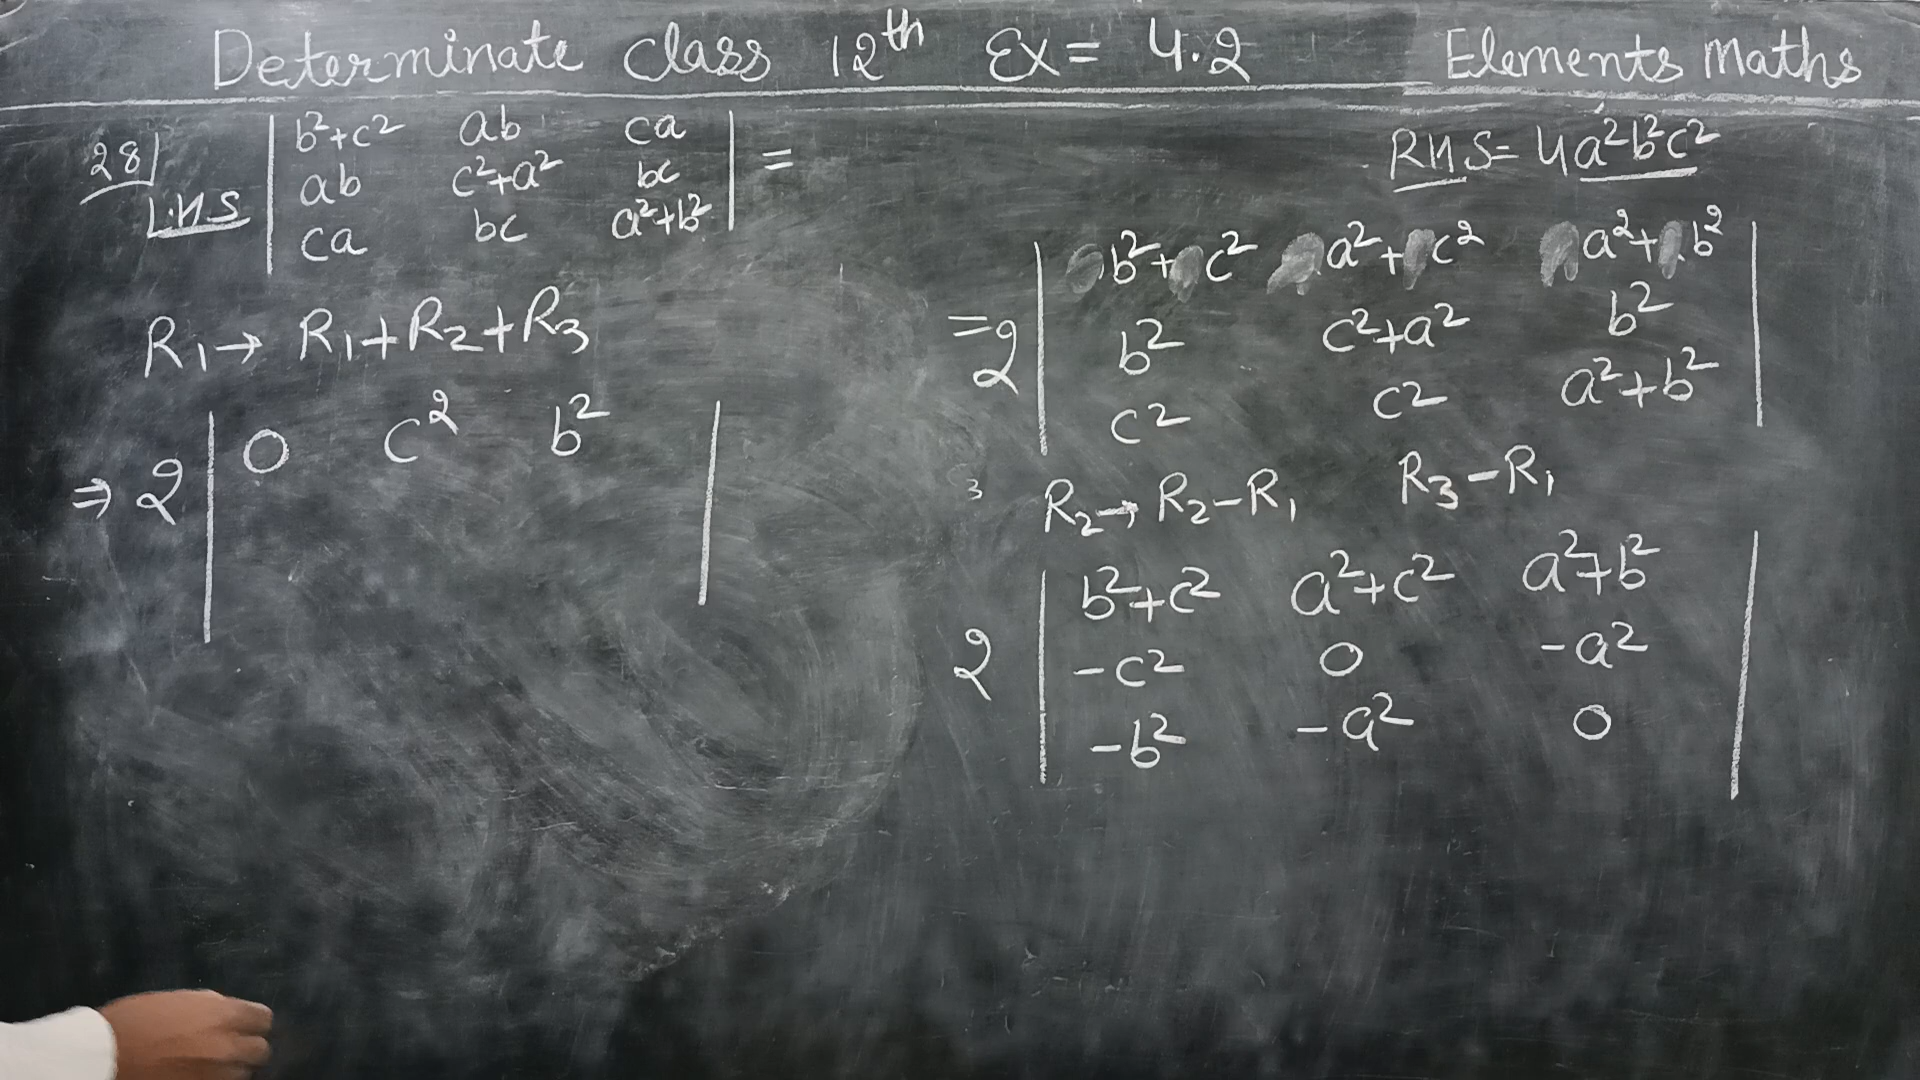 Determinate class 12th Ex = 4.2 Elements Maths
28) L.H.S | b²+c² ab ca | =
| ab c²+a² bc |
| ca bc a²+b² |
R₁→ R₁+R₂+R₃
⇒ 2 | 0 c² b² |
RHS = 4a²b²c²
| b²+c² a²+c² a²+b² |
=2 | b² c²+a² b² |
| c² c² a²+b² |
3 R₂→ R₂-R₁ R₃-R₁
| b²+c² a²+c² a²+b² |
2 | -c² 0 -a² |
| -b² -a² 0 |